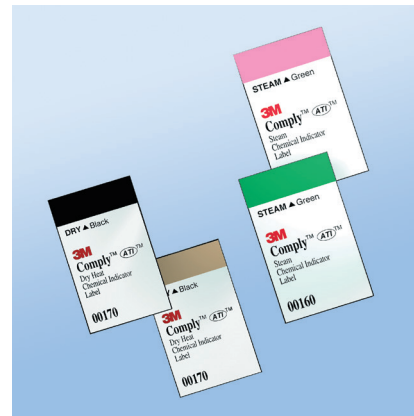 STEAM ▲ Green
3M
Comply™ ATI™
Steam
Chemical Indicator
Label
STEAM ▲ Green
3M
Comply™ ATI™
Steam
Chemical Indicator
Label
00160
DRY ▲ Black
3M
Comply™ ATI™
Dry Heat
Chemical Indicator
Label
00170
▲ Black
3M
Comply™ ATI™
Dry Heat
Chemical Indicator
Label
00170